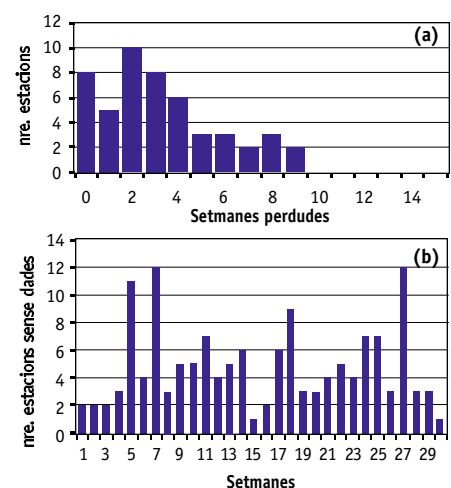 (a)
nre. estacions
12
10
8
6
4
2
0
0 2 4 6 8 10 12 14
Setmanes perdudes
(b)
nre. estacions sense dades
14
12
10
8
6
4
2
0
1 3 5 7 9 11 13 15 17 19 21 23 25 27 29
Setmanes